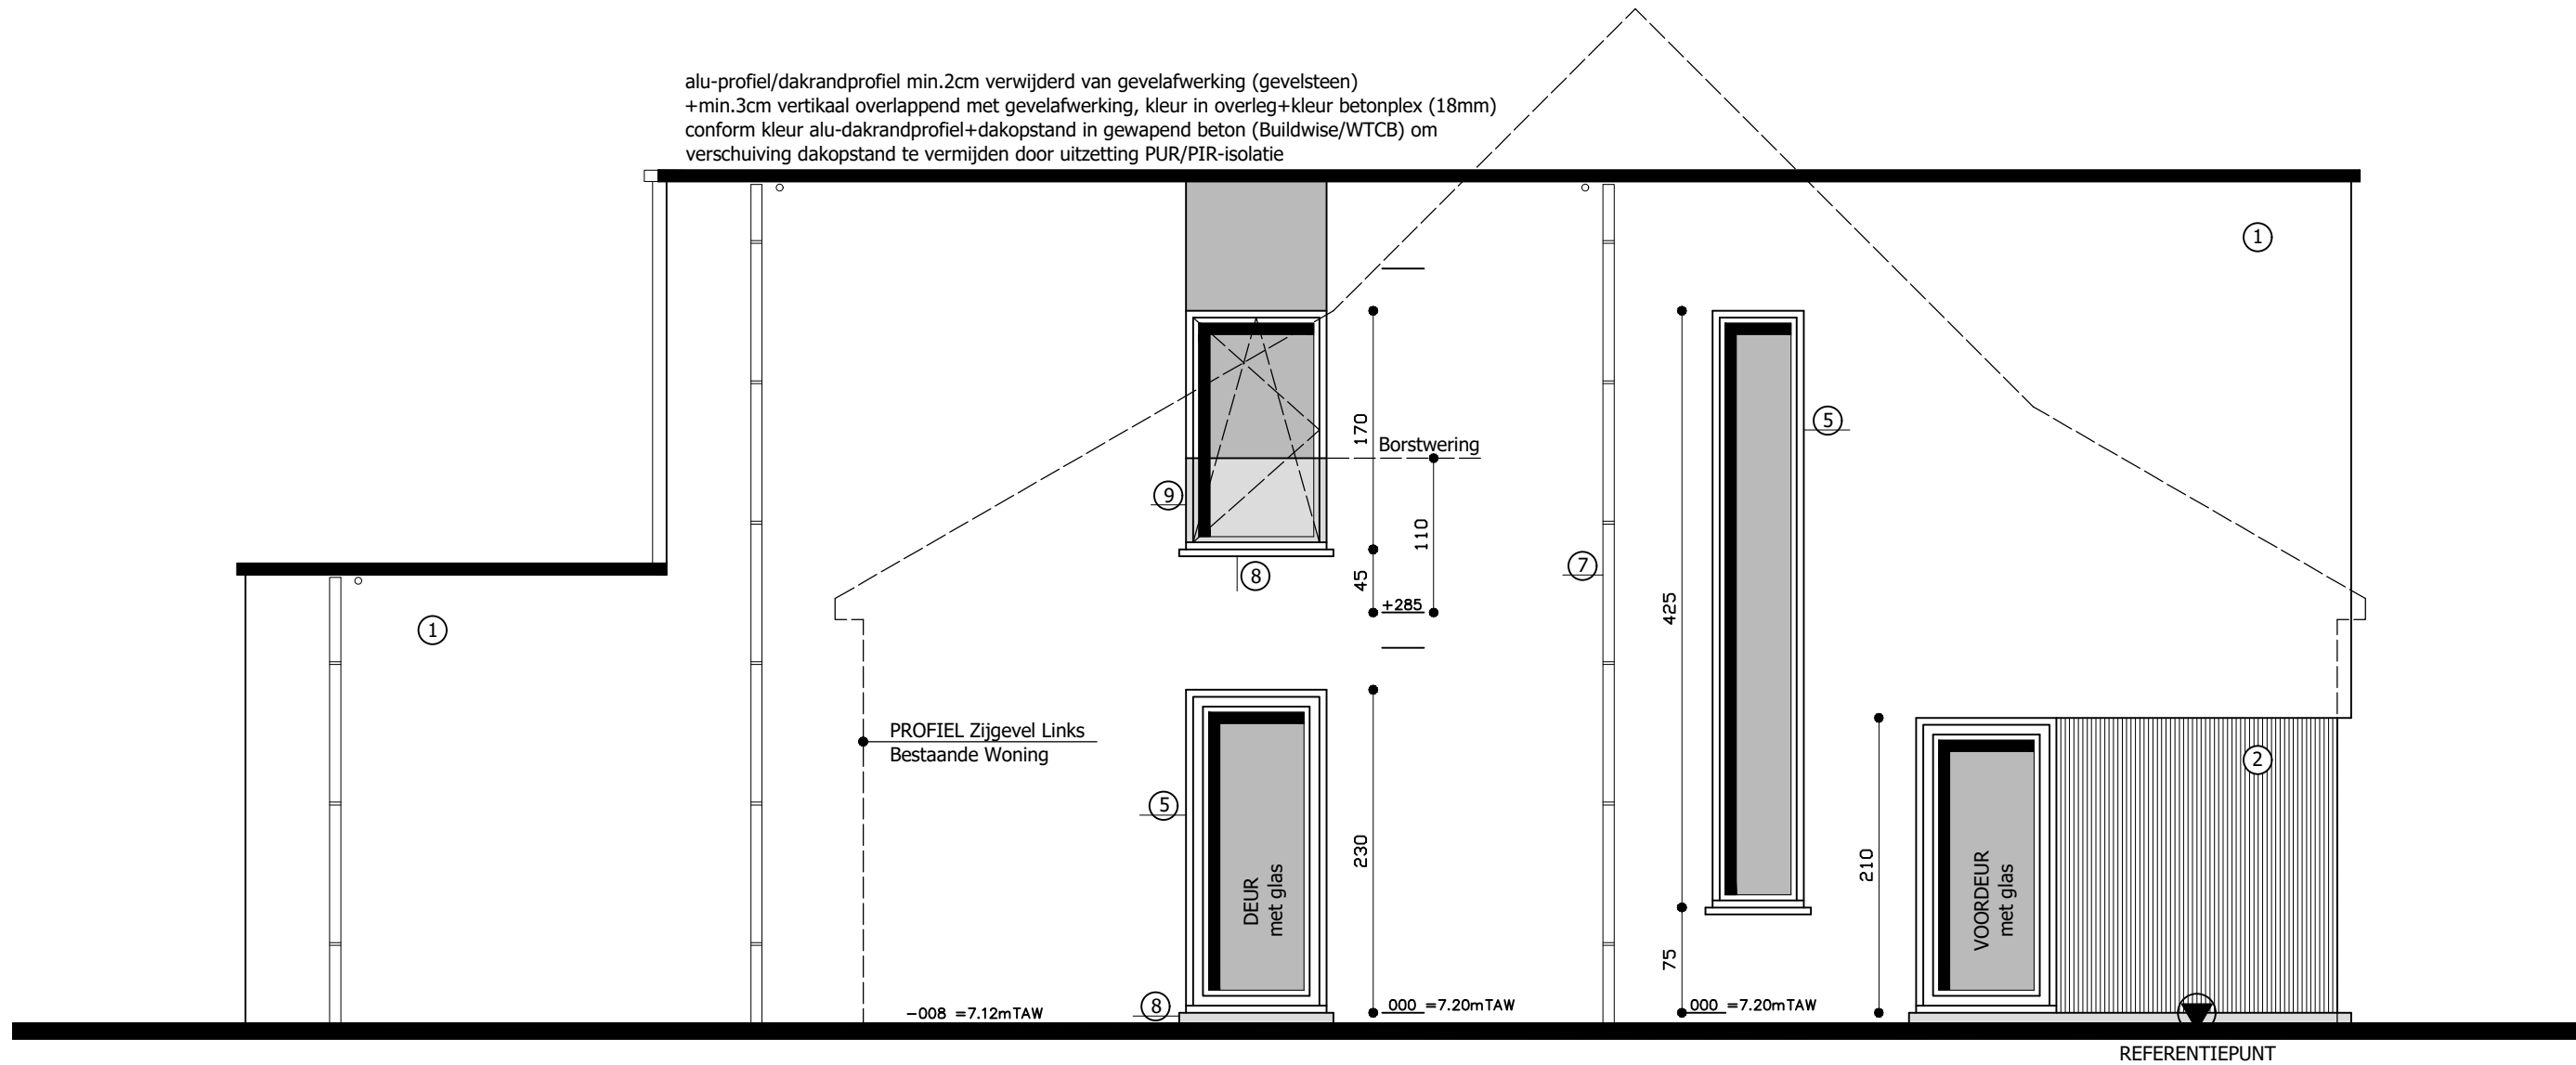 alu-profiel/dakrandprofiel min.2cm verwijderd van gevelafwerking (gevelsteen)
+min.3cm vertikaal overlappend met gevelafwerking, kleur in overleg+kleur betonplex (18mm)
conform kleur alu-dakrandprofiel+dakopstand in gewapend beton (Buildwise/WTCB) om
verschuiving dakopstand te vermijden door uitzetting PUR/PIR-isolatie
1
5
170
Borstwering
9
110
7
8
45
+285
425
1
PROFIEL Zijgevel Links
Bestaande Woning
2
5
230
210
DEUR
met glas
VOORDEUR
met glas
75
-008 =7.12mTAW
8
000 =7.20mTAW
000 =7.20mTAW
REFERENTIEPUNT